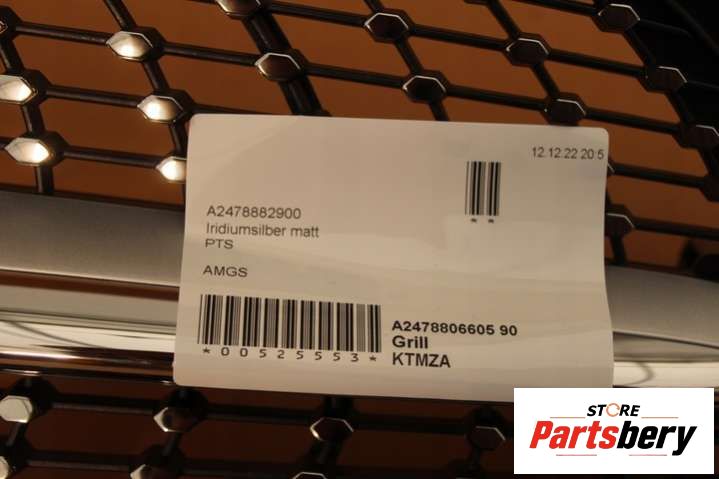 12.12.22 20:5
* *
A2478882900
Iridiumsilber matt
PTS
AMGS
*00525553*
A2478806605 90
Grill
KTMZA
STORE
Partsbery